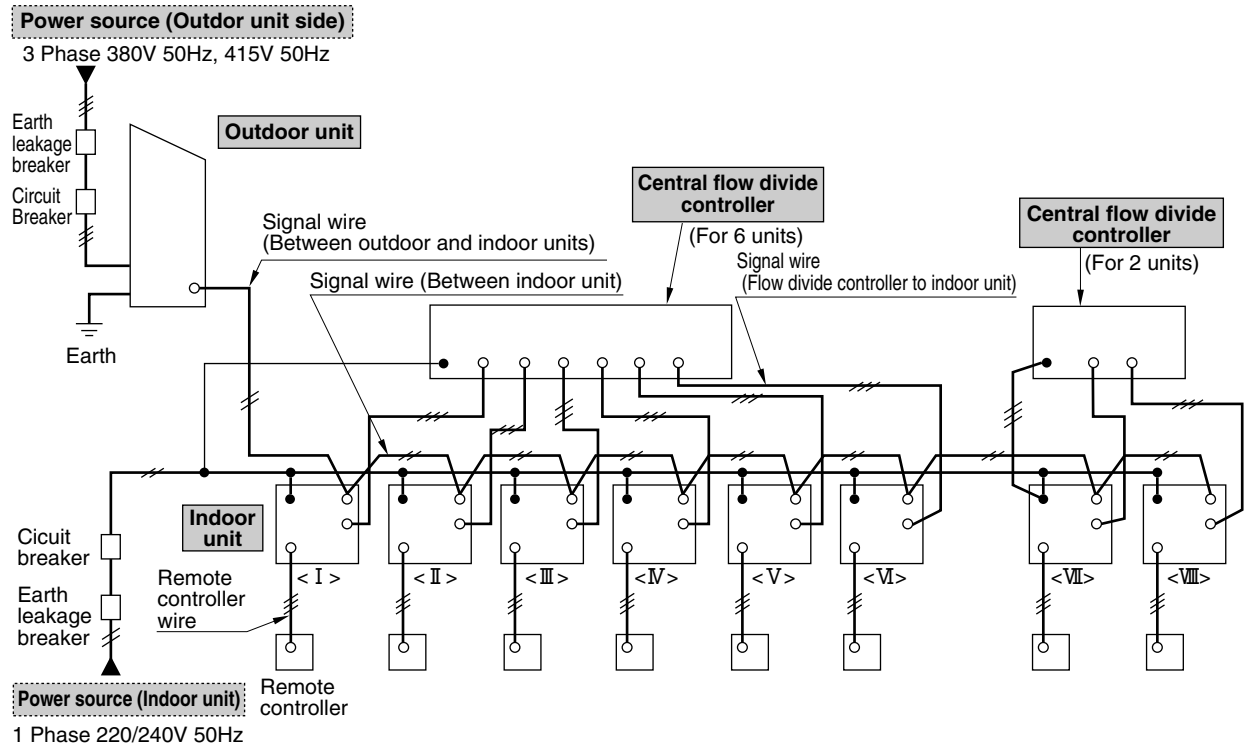 Power source (Outdor unit side)
3 Phase 380V 50Hz, 415V 50Hz
Earth
leakage
breaker
Circuit
Breaker
Earth
Outdoor unit
Signal wire
(Between outdoor and indoor units)
Signal wire (Between indoor unit)
Central flow divide
controller
(For 6 units)
Signal wire
(Flow divide controller to indoor unit)
Central flow divide
controller
(For 2 units)
Indoor
unit
Cicuit
breaker
Earth
leakage
breaker
Remote
controller
wire
<Ⅰ> <Ⅱ> <Ⅲ> <Ⅳ> <Ⅴ> <Ⅵ> <Ⅶ> <Ⅷ>
Remote
controller
Power source (Indoor unit)
1 Phase 220/240V 50Hz